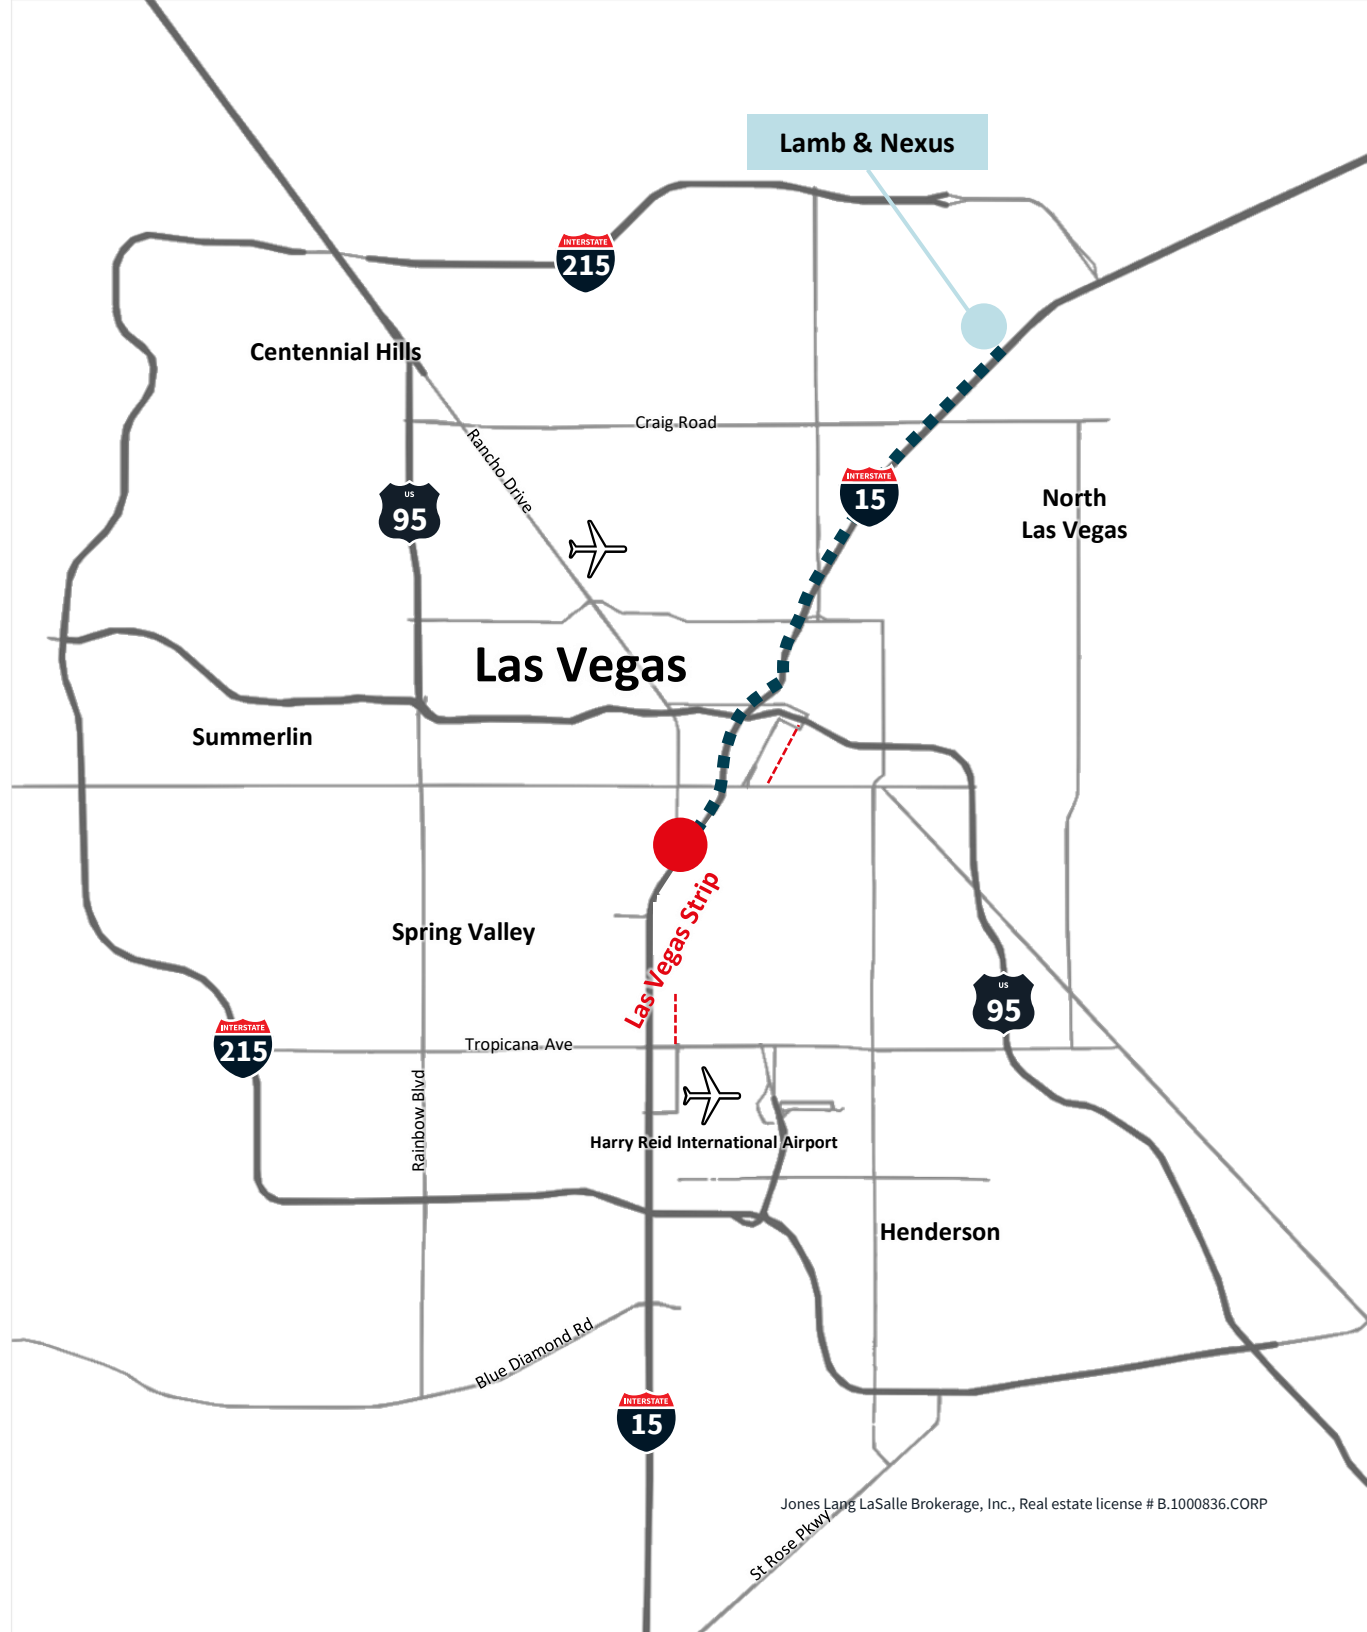 Lamb & Nexus
INTERSTATE
215
Centennial Hills
Craig Road
Rancho Drive
INTERSTATE
15
US
95
North
Las Vegas
Las Vegas
Summerlin
Las Vegas Strip
Spring Valley
US
95
INTERSTATE
215
Tropicana Ave
Rainbow Blvd
Harry Reid International Airport
Henderson
Blue Diamond Rd
INTERSTATE
15
Jones Lang LaSalle Brokerage, Inc., Real estate license # B.1000836.CORP
St Rose Pkwy